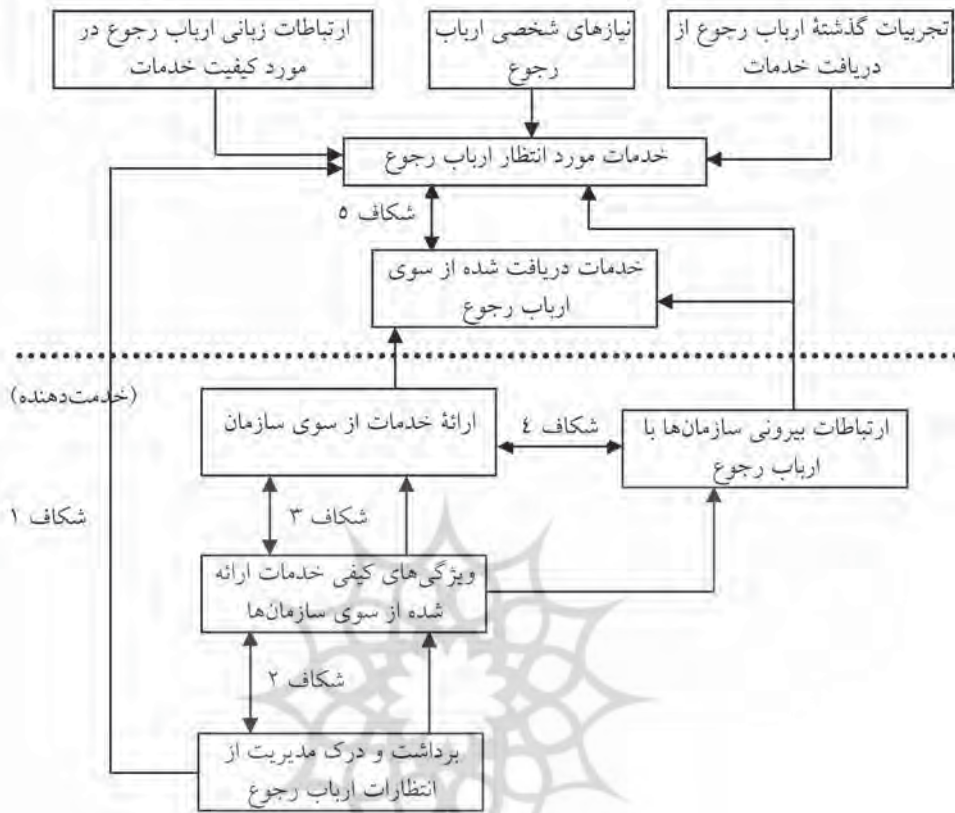 تجربیات گذشتهٔ ارباب رجوع از
دریافت خدمات
نیازهای شخصی ارباب
رجوع
ارتباطات زبانی ارباب رجوع در
مورد کیفیت خدمات
خدمات مورد انتظار ارباب رجوع
شکاف ٥
خدمات دریافت شده از سوی
ارباب رجوع
(خدمت‌دهنده)
ارتباطات بیرونی سازمان‌ها با
ارباب رجوع
شکاف ٤
ارائهٔ خدمات از سوی سازمان
شکاف ۱
شکاف ۳
ویژگی‌های کیفی خدمات ارائه
شده از سوی سازمان‌ها
شکاف ۲
برداشت و درک مدیریت از
انتظارات ارباب رجوع